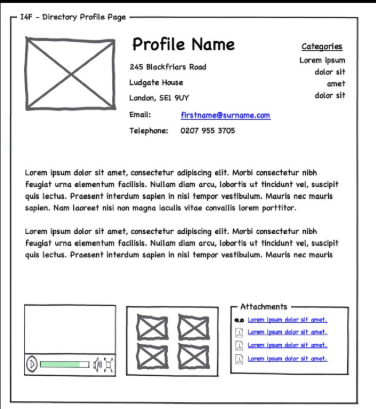 I4F - Directory Profile Page
Profile Name
245 Blackfriars Road
Ludgate House
London, SE1 9UY
Email: firstname@surname.com
Telephone: 0207 955 3705
Categories
Lorem ipsum
dolor sit
amet
dolor sit
Lorem ipsum dolor sit amet, consectetur adipiscing elit. Morbi consectetur nibh
feugiat urna elementum facilisis. Nullam diam arcu, lobortis ut tincidunt vel, suscipit
quis lectus. Praesent interdum sapien in nisi tempor vestibulum. Mauris nec mauris
sapien. Nam laoreet nisi non magna iaculis vitae convallis lorem porttitor.
Lorem ipsum dolor sit amet, consectetur adipiscing elit. Morbi consectetur nibh
feugiat urna elementum facilisis. Nullam diam arcu, lobortis ut tincidunt vel, suscipit
quis lectus. Praesent interdum sapien in nisi tempor vestibulum. Mauris nec mauris
Attachments
Lorem ipsum dolor sit amet.
Lorem ipsum dolor sit amet.
Lorem ipsum dolor sit amet.
Lorem ipsum dolor sit amet.